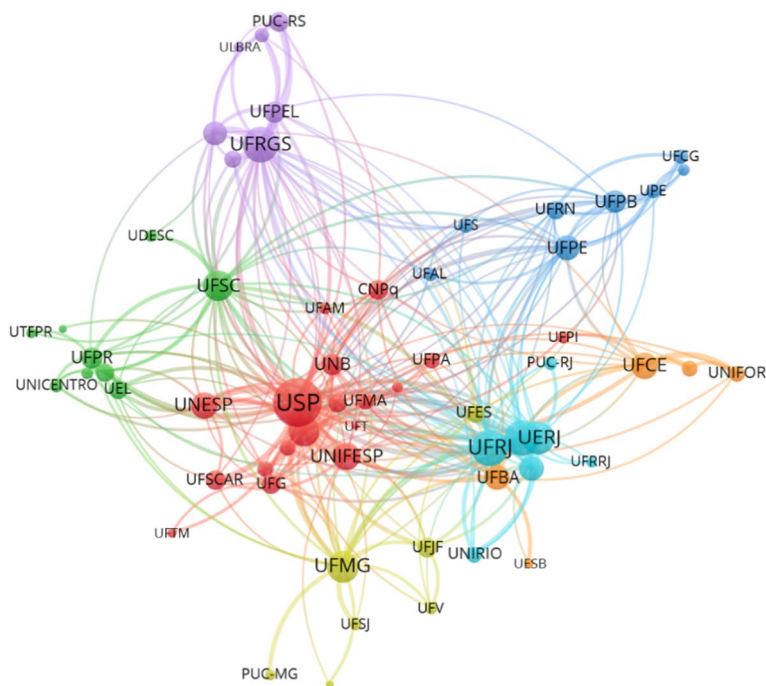 PUC-RS
ULBRA
UFPEL
UFRGS
UFCG
UPE
UFPB
UFRN
UFS
UFPE
UDESC
UFSC
UFAL
CNPq
UFAM
UTFPR
UFPR
UNICENTRO
UEL
UNB
UFPA
UFPI
PUC-RJ
UFCE
UNIFOR
UNESP
USP
UFMA
UFES
UFT
UERJ
UFRJ
UNIFESP
UFRRJ
UFSCAR
UFG
UFBA
UFTM
UFMG
UFJF
UNIRIO
UESB
UFV
UFSJ
PUC-MG